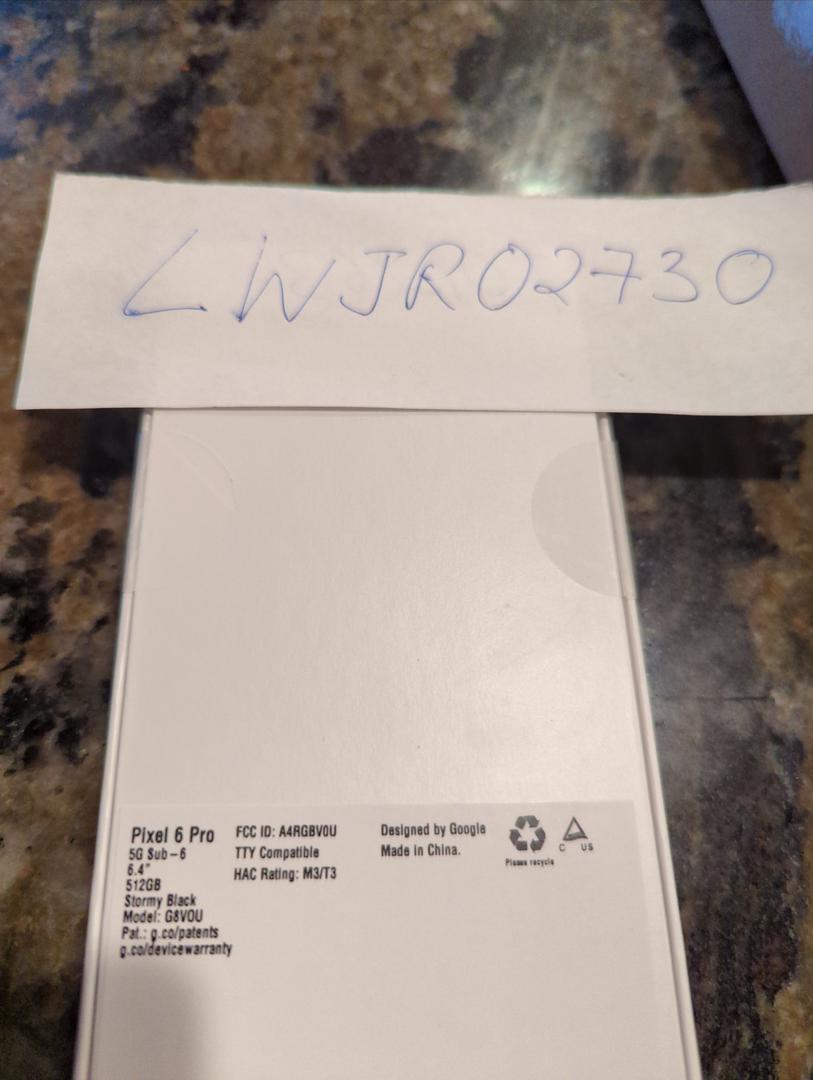 LWJR02730
Pixel 6 Pro
5G Sub-6
6.4"
512GB
Stormy Black
Model: G8V0U
Pat.: g.co/patents
g.co/devicewarranty
FCC ID: A4RGBV0U
TTY Compatible
HAC Rating: M3/T3
Designed by Google
Made in China.
Please recycle
C US